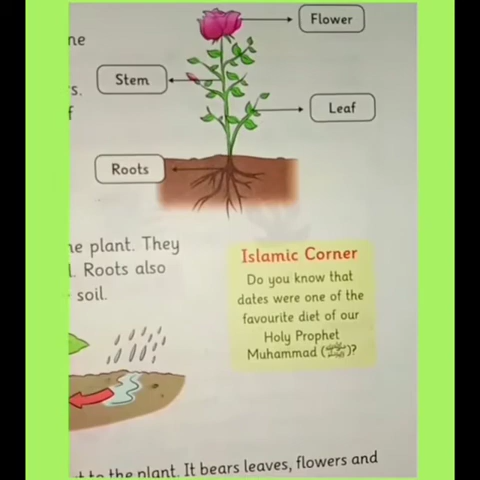 Flower
ne
Stem
s.
Leaf
f
Roots
ne plant. They
l. Roots also
soil.
Islamic Corner
Do you know that
dates were one of the
favourite diet of our
Holy Prophet
Muhammad ( )?
to the plant. It bears leaves, flowers and